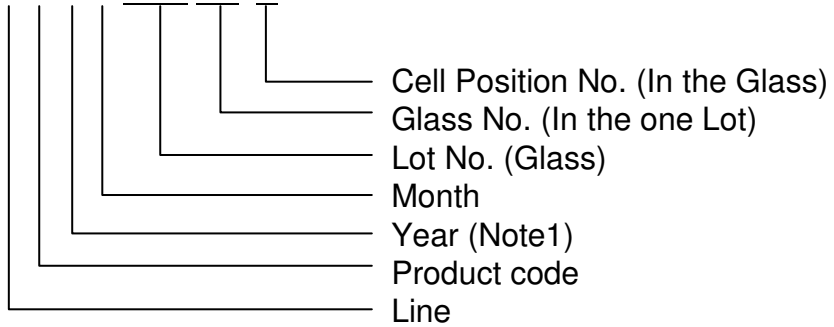 Cell Position No. (In the Glass)
Glass No. (In the one Lot)
Lot No. (Glass)
Month
Year (Note1)
Product code
Line